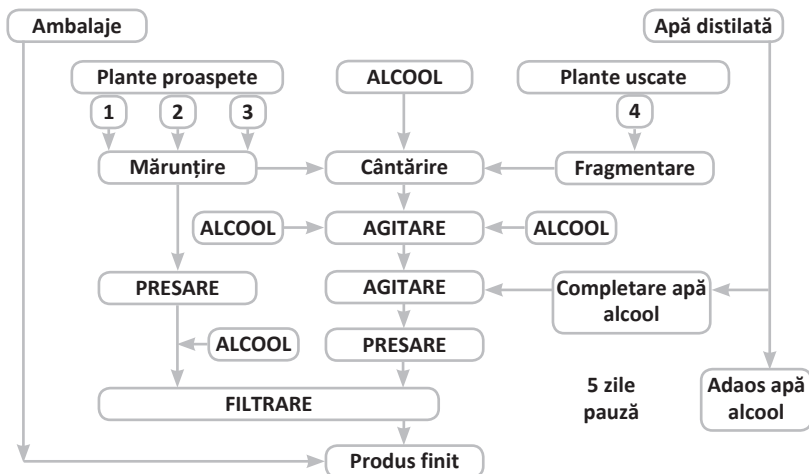 Ambalaje
Apă distilată
Plante proaspete
ALCOOL
Plante uscate
1
2
3
4
Mărunțire
Cântărire
Fragmentare
ALCOOL
AGITARE
ALCOOL
PRESARE
AGITARE
Completare apă
alcool
ALCOOL
PRESARE
5 zile
pauză
Adaos apă
alcool
FILTRARE
Produs finit